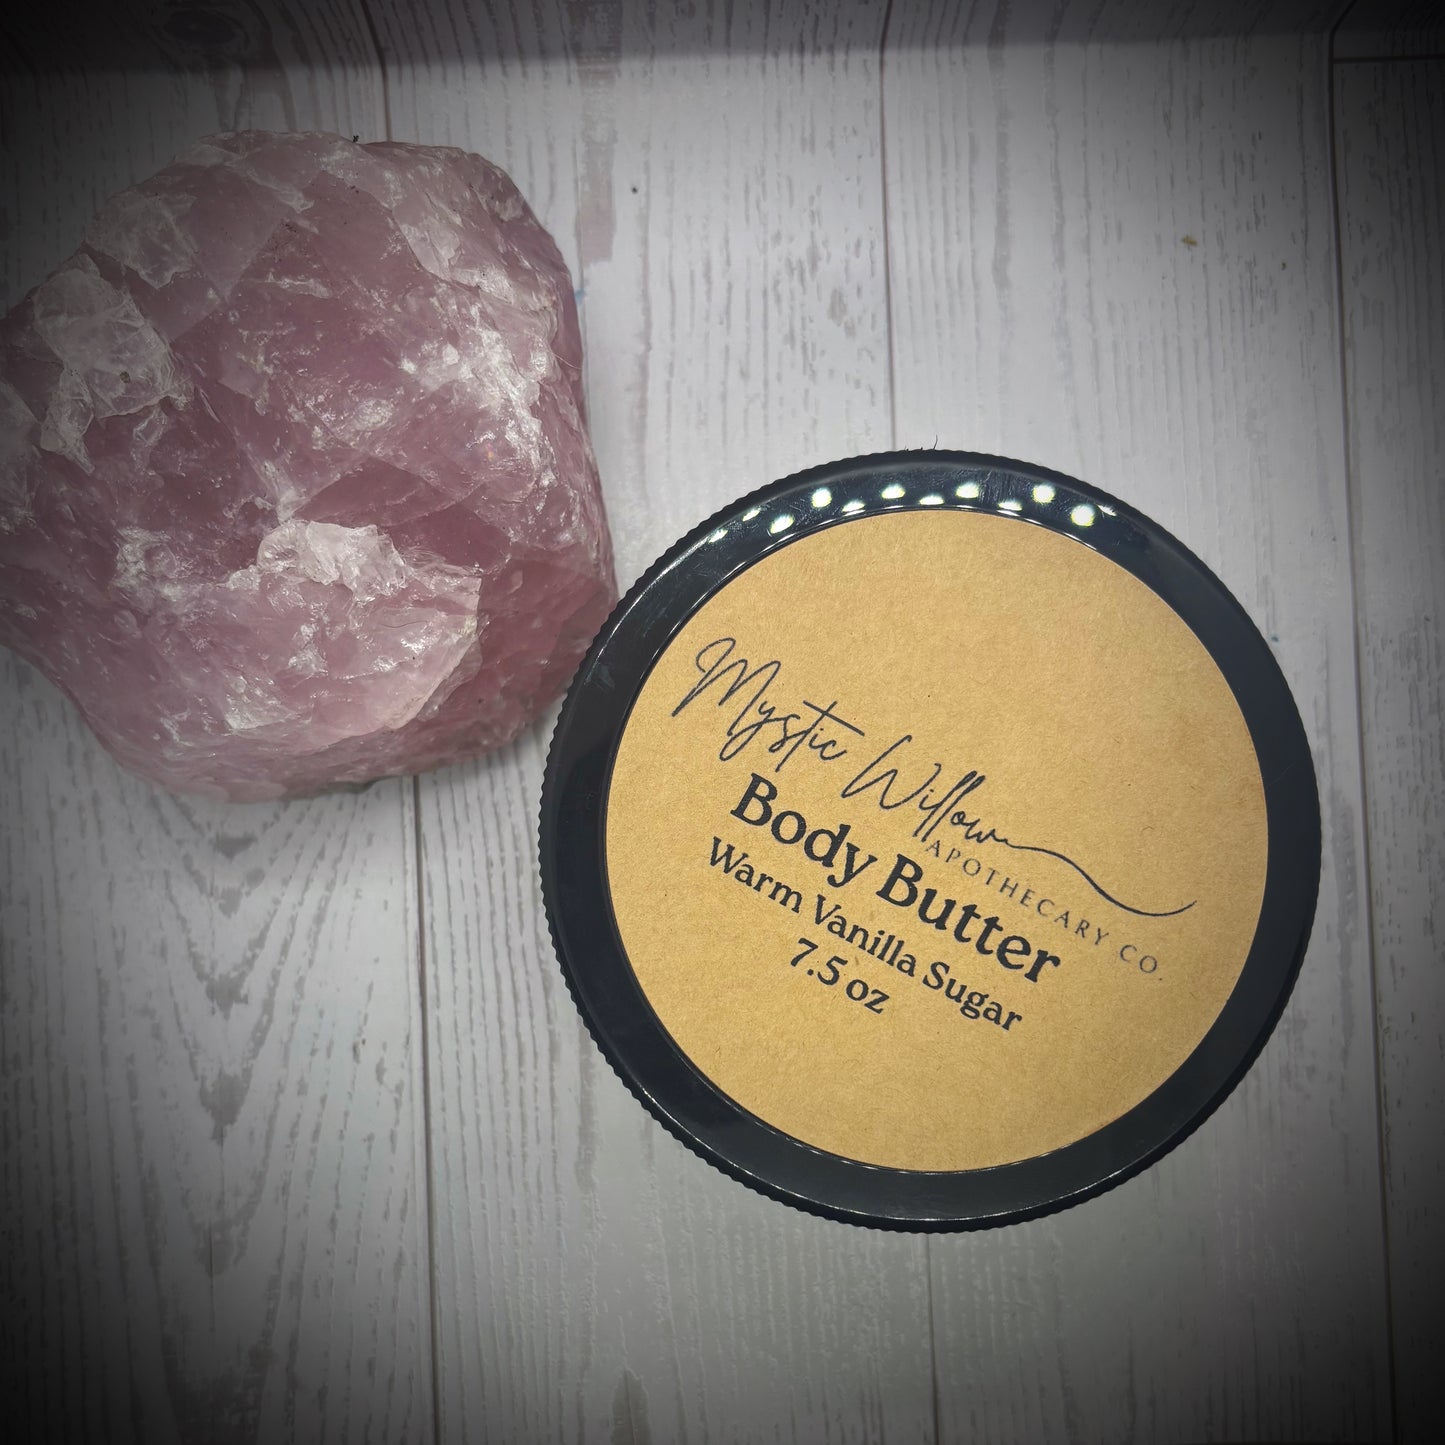 Mystic Willow
APOTHECARY CO.
Body Butter
Warm Vanilla Sugar
7.5 oz